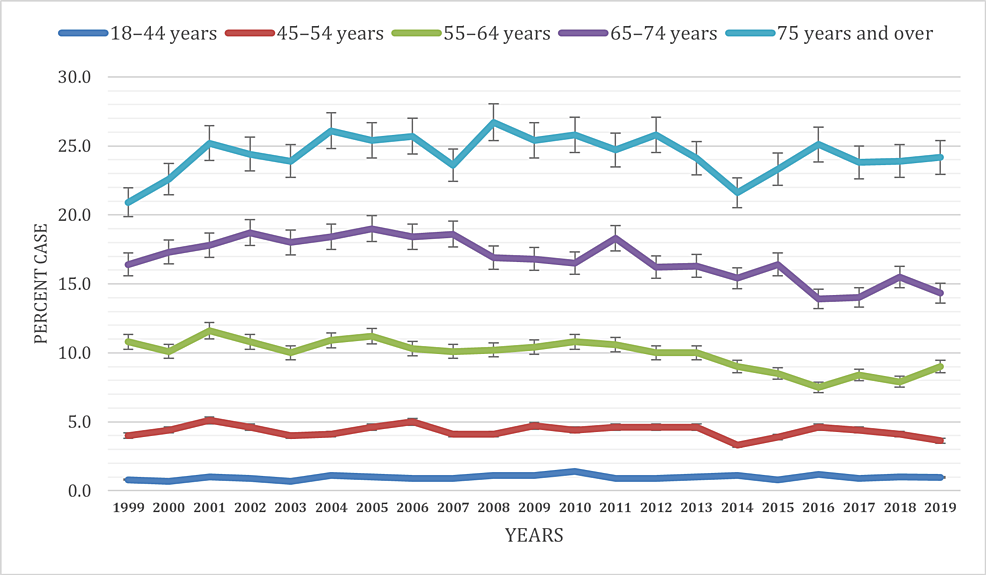 18–44 years 45–54 years 55–64 years 65–74 years 75 years and over
30.0
25.0
20.0
15.0
10.0
5.0
0.0
PERCENT CASE
1999 2000 2001 2002 2003 2004 2005 2006 2007 2008 2009 2010 2011 2012 2013 2014 2015 2016 2017 2018 2019
YEARS